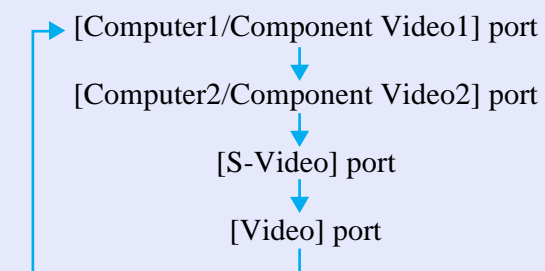 [Computer1/Component Video1] port
[Computer2/Component Video2] port
[S-Video] port
[Video] port